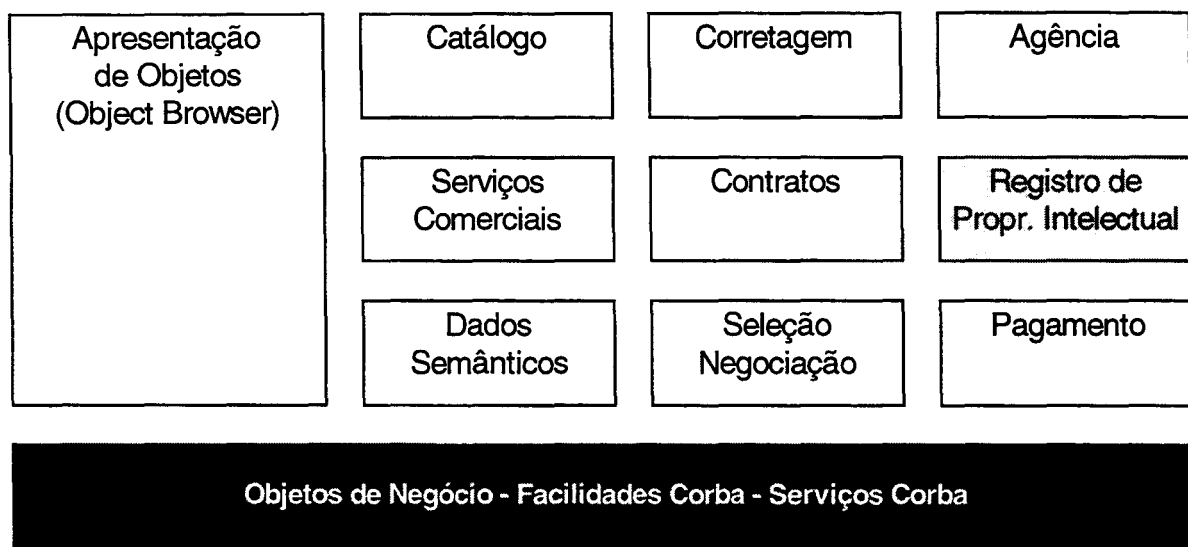 Apresentação
de Objetos
(Object Browser)
Catálogo
Corretagem
Agência
Serviços
Comerciais
Contratos
Registro de
Propr. Intelectual
Dados
Semânticos
Seleção
Negociação
Pagamento
Objetos de Negócio - Facilidades Corba - Serviços Corba